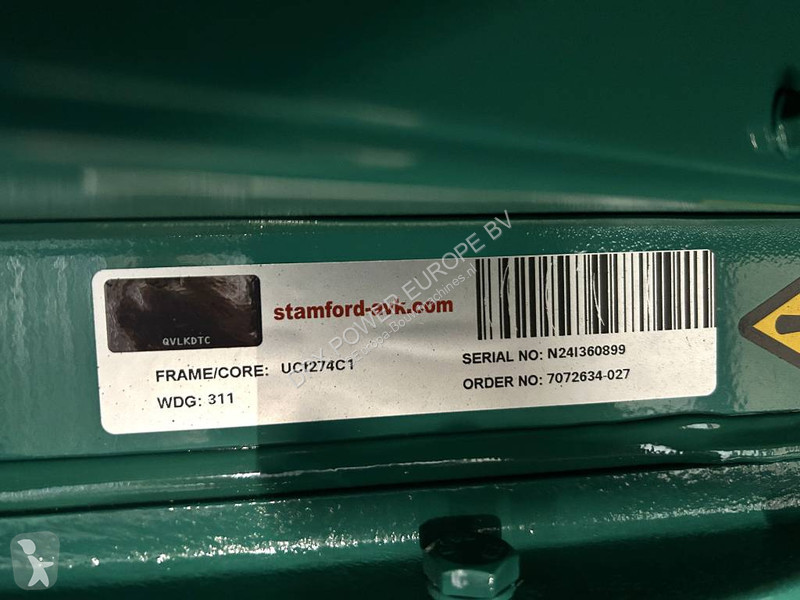 QVLKDTC
stamford-avk.com
FRAME/CORE: UCI274C1
WDG: 311
SERIAL NO: N24I360899
ORDER NO: 7072634-027
DPX POWER EUROPE BV